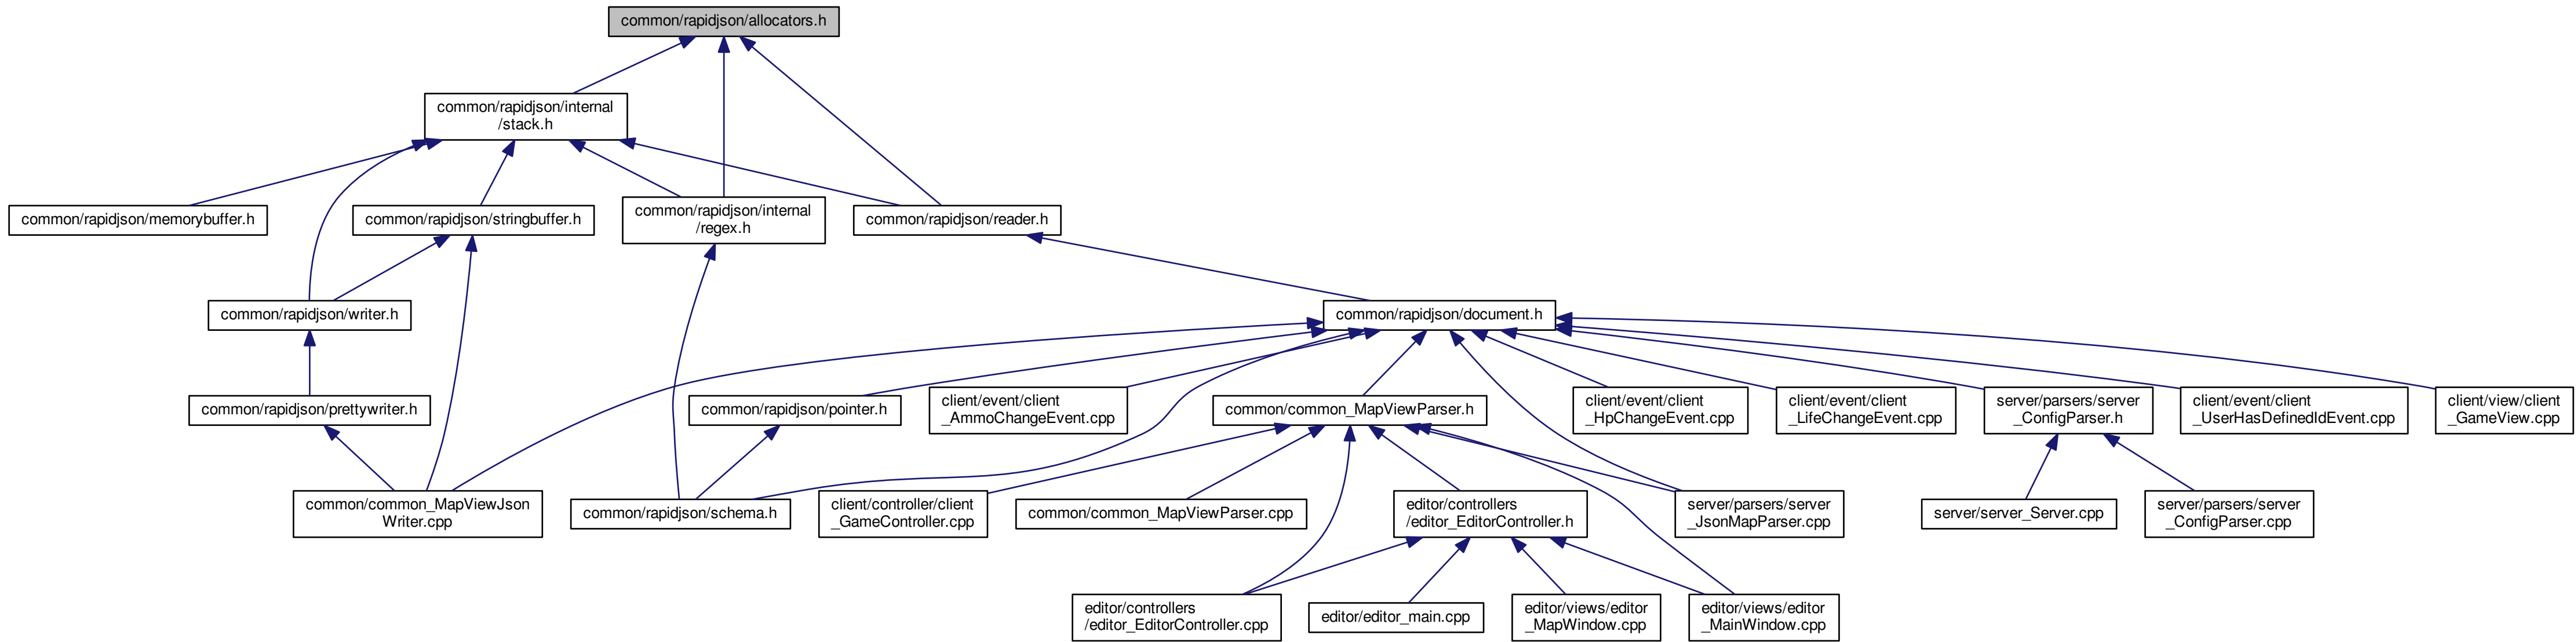 common/rapidjson/allocators.h
common/rapidjson/internal
/stack.h
common/rapidjson/memorybuffer.h
common/rapidjson/stringbuffer.h
common/rapidjson/internal
/regex.h
common/rapidjson/reader.h
common/rapidjson/writer.h
common/rapidjson/document.h
common/rapidjson/prettywriter.h
common/rapidjson/pointer.h
client/event/client
_AmmoChangeEvent.cpp
common/common_MapViewParser.h
client/event/client
_HpChangeEvent.cpp
client/event/client
_LifeChangeEvent.cpp
server/parsers/server
_ConfigParser.h
client/event/client
_UserHasDefinedIdEvent.cpp
client/view/client
_GameView.cpp
common/common_MapViewJson
Writer.cpp
common/rapidjson/schema.h
client/controller/client
_GameController.cpp
common/common_MapViewParser.cpp
editor/controllers
/editor_EditorController.h
server/parsers/server
_JsonMapParser.cpp
server/server_Server.cpp
server/parsers/server
_ConfigParser.cpp
editor/controllers
/editor_EditorController.cpp
editor/editor_main.cpp
editor/views/editor
_MapWindow.cpp
editor/views/editor
_MainWindow.cpp